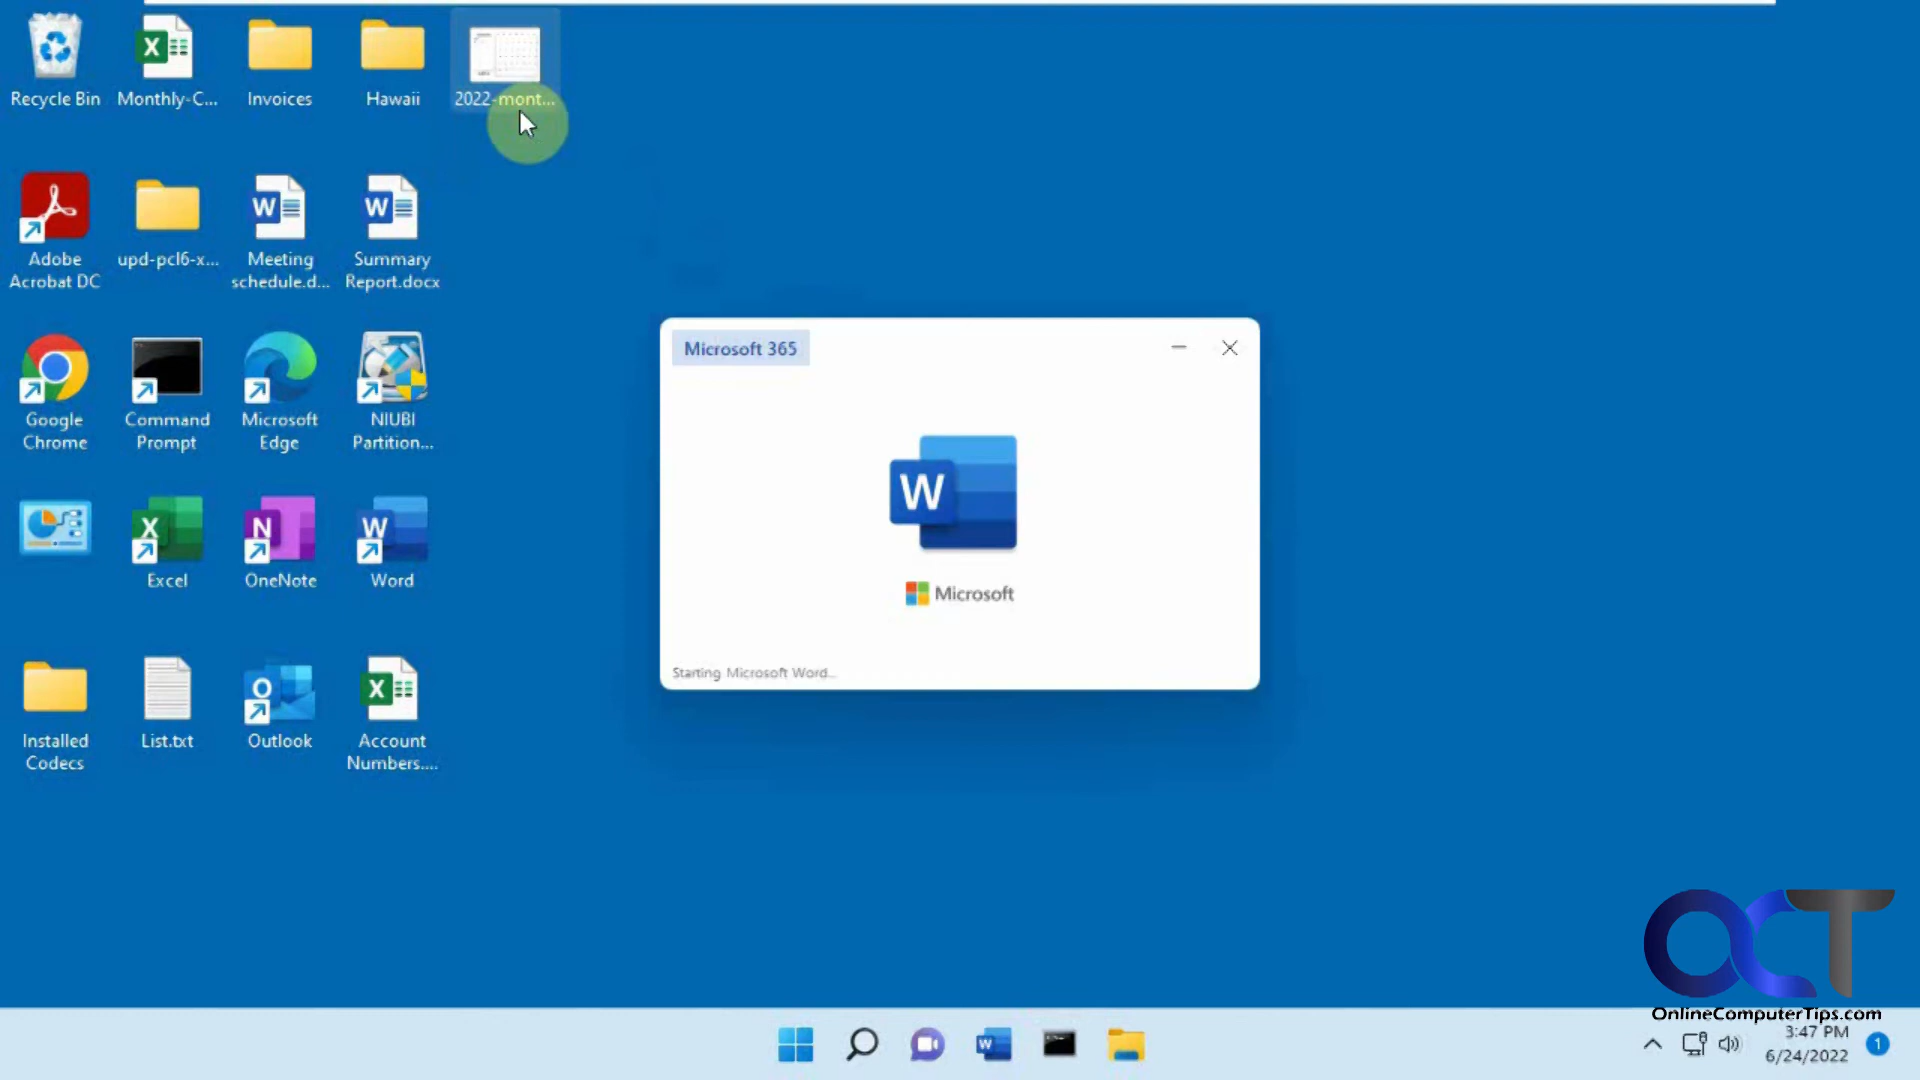 Recycle Bin
Monthly-C...
Invoices
Hawaii
2022-mont...
Adobe
Acrobat DC
upd-pcl6-x...
Meeting
schedule.d...
Summary
Report.docx
Google
Chrome
Command
Prompt
Microsoft
Edge
NIUBI
Partition...
Excel
OneNote
Word
Installed
Codecs
List.txt
Outlook
Account
Numbers....
Microsoft 365
W
Microsoft
Starting Microsoft Word...
OCT
OnlineComputerTips.com
3:47 PM
6/24/2022
1